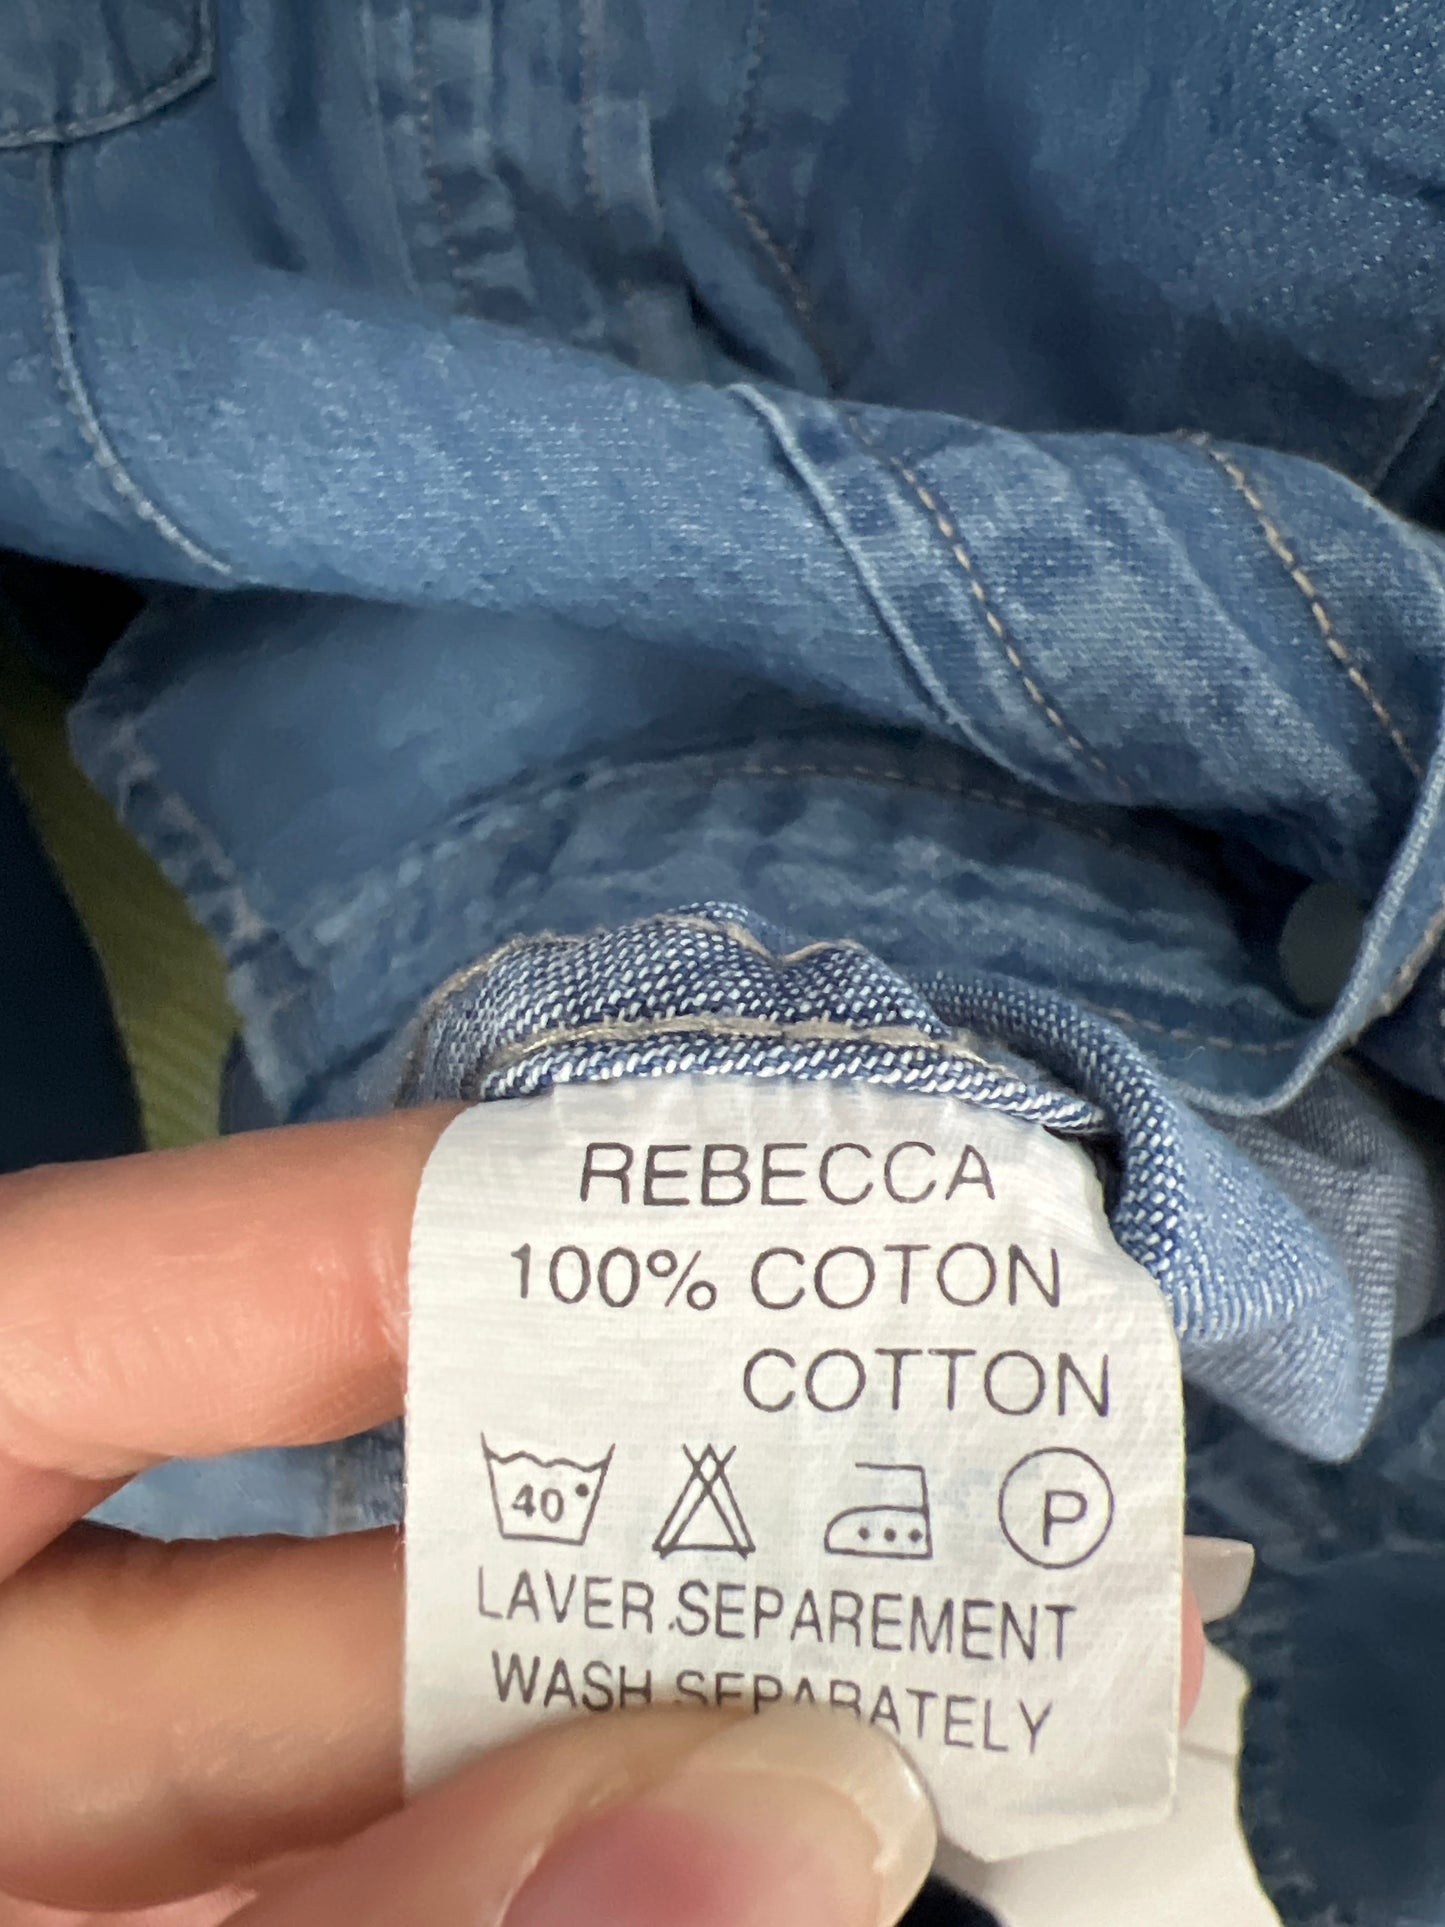 REBECCA
100% COTON
COTTON
40°
P
LAVER SEPAREMENT
WASH SEPARATELY